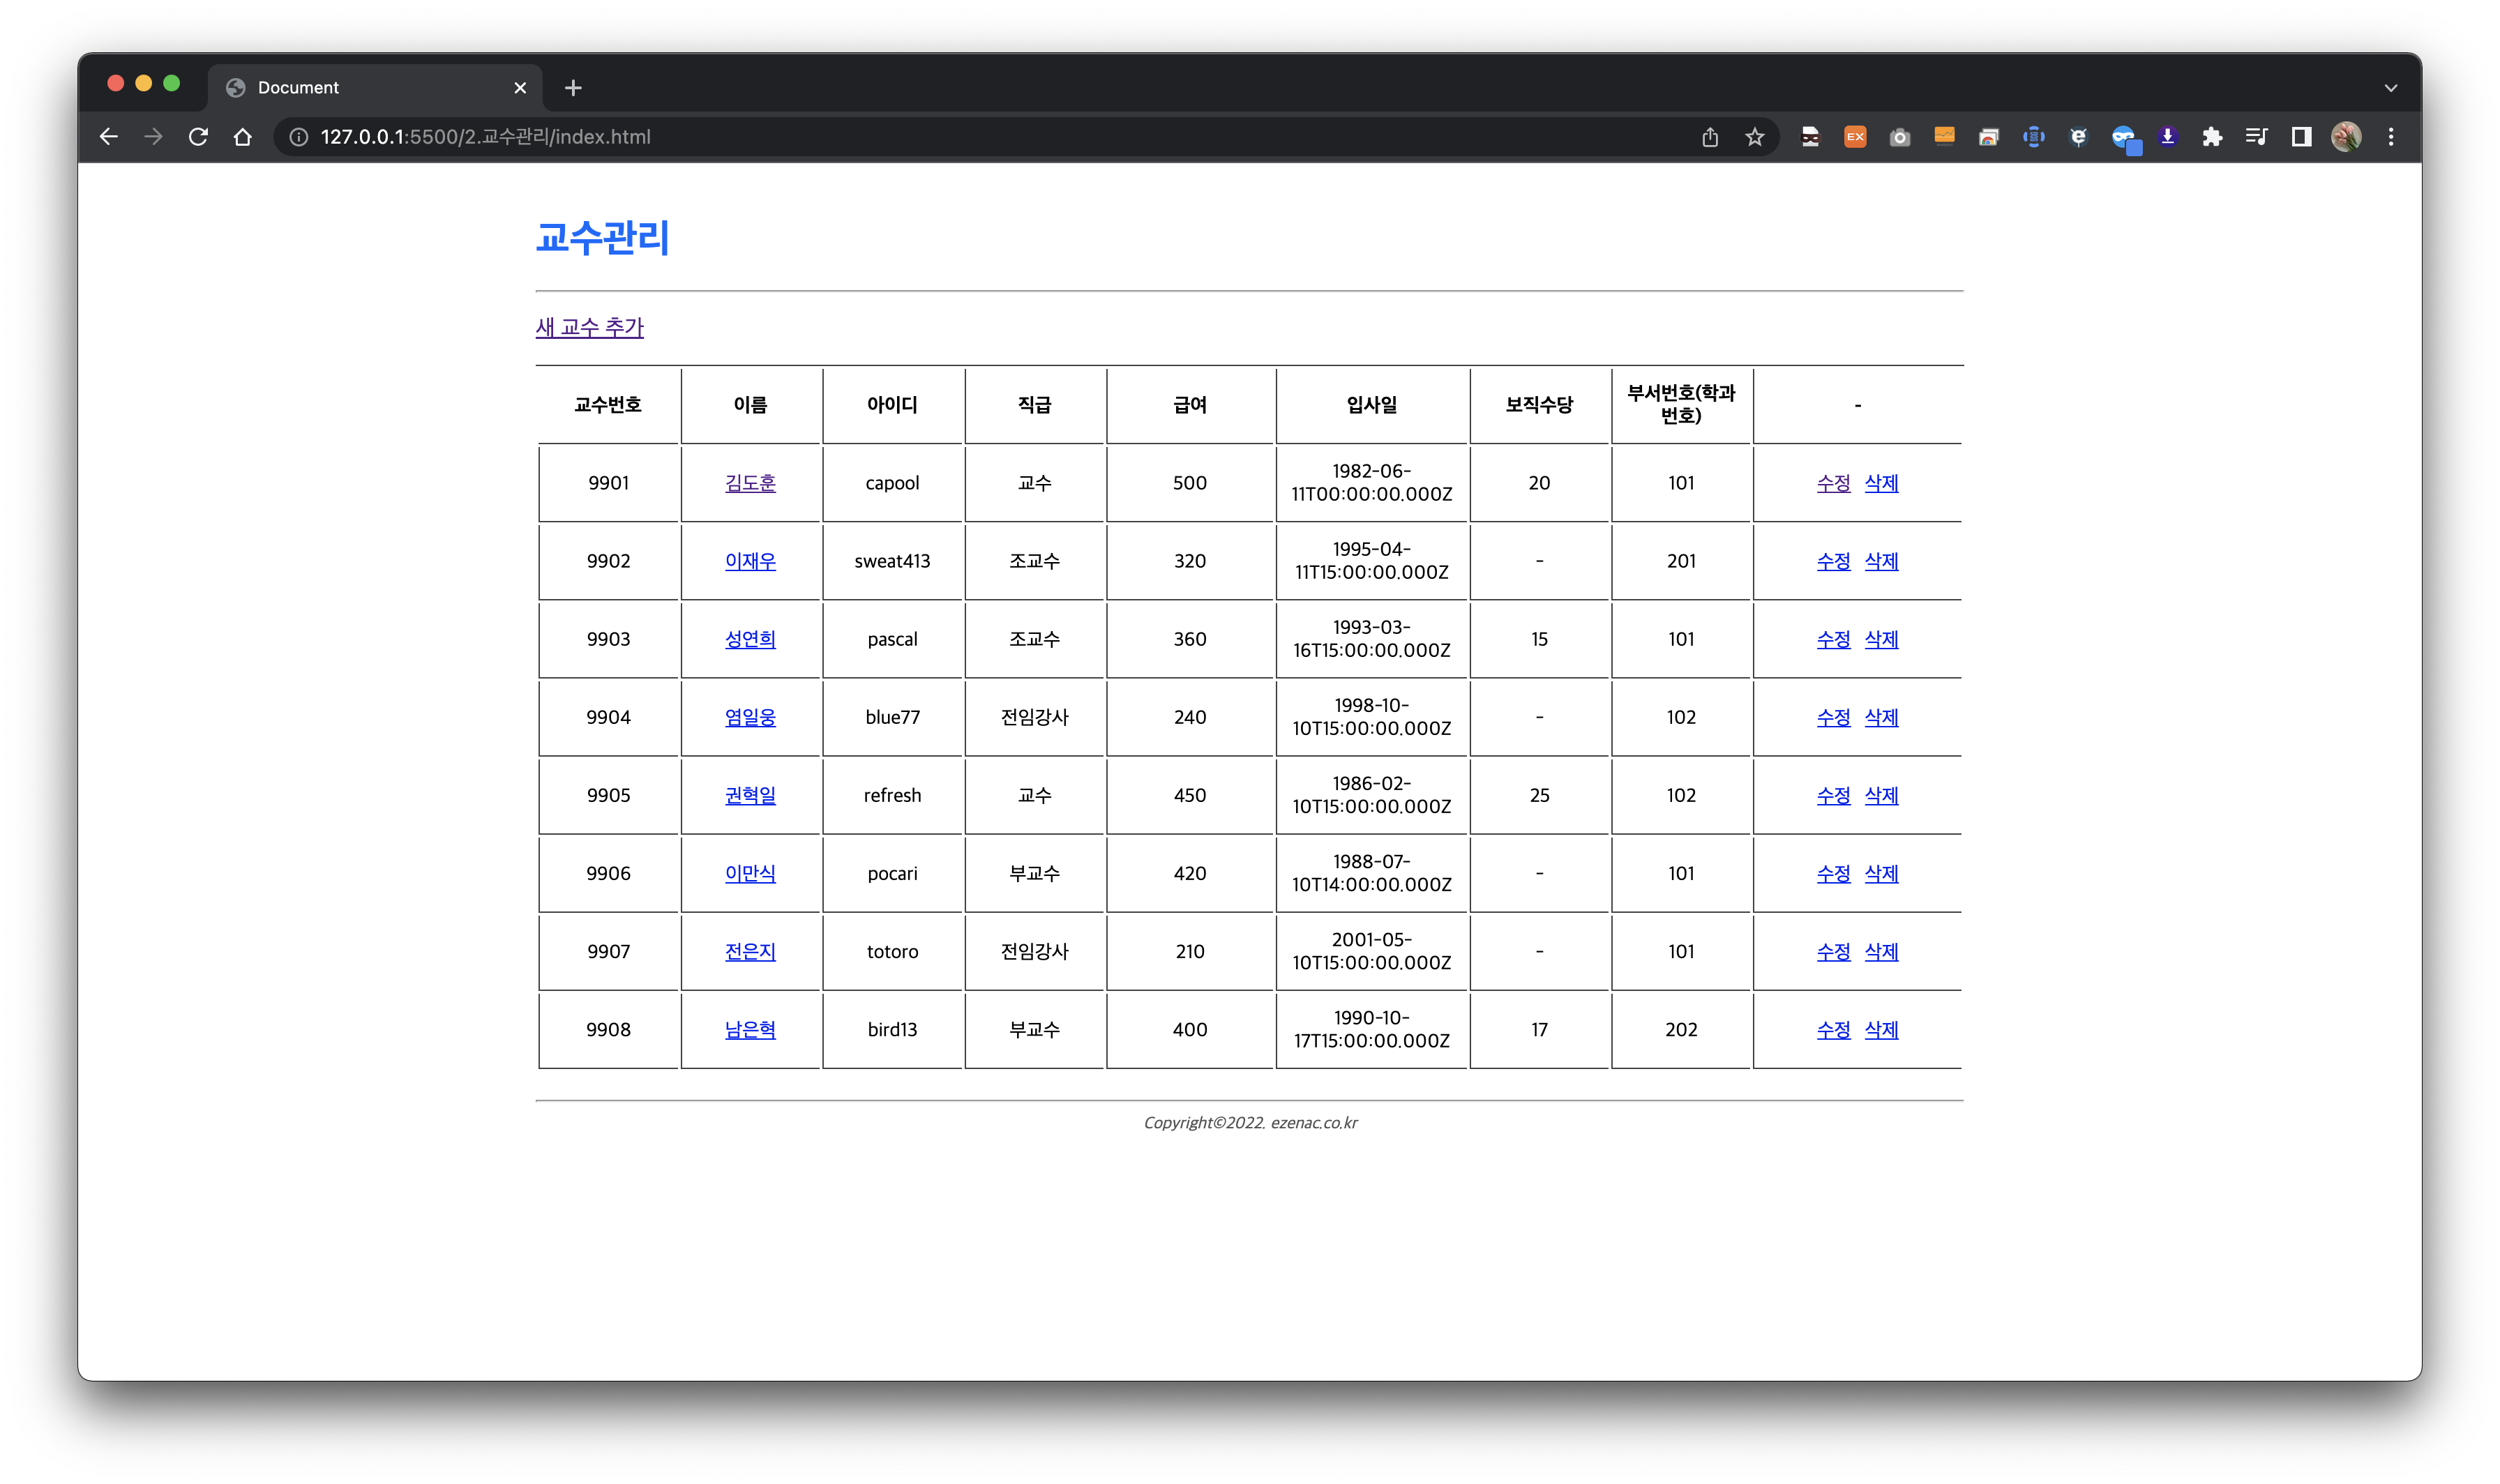 Document
127.0.0.1:5500/2.교수관리/index.html
EX
교수관리
새 교수 추가
교수번호 이름 아이디 직급 급여 입사일 보직수당 부서번호(학과
번호) -
9901 김도훈 capool 교수 500 1982-06-
11T00:00:00.000Z 20 101 수정 삭제
9902 이재우 sweat413 조교수 320 1995-04-
11T15:00:00.000Z - 201 수정 삭제
9903 성연희 pascal 조교수 360 1993-03-
16T15:00:00.000Z 15 101 수정 삭제
9904 염일웅 blue77 전임강사 240 1998-10-
10T15:00:00.000Z - 102 수정 삭제
9905 권혁일 refresh 교수 450 1986-02-
10T15:00:00.000Z 25 102 수정 삭제
9906 이만식 pocari 부교수 420 1988-07-
10T14:00:00.000Z - 101 수정 삭제
9907 전은지 totoro 전임강사 210 2001-05-
10T15:00:00.000Z - 101 수정 삭제
9908 남은혁 bird13 부교수 400 1990-10-
17T15:00:00.000Z 17 202 수정 삭제
Copyright©2022. ezenac.co.kr